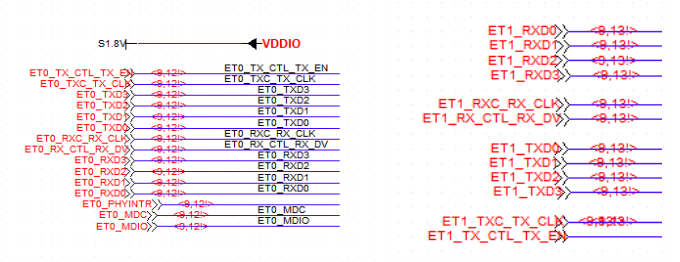 S1.8V VDDIO
ET0_TX_CTL_TX_EN <9,12!> ET0_TX_CTL_TX_EN
ET0_TXC_TX_CLK <9,12!> ET0_TXC_TX_CLK
ET0_TXD3 <9,12!> ET0_TXD3
ET0_TXD2 <9,12!> ET0_TXD2
ET0_TXD1 <9,12!> ET0_TXD1
ET0_TXD0 <9,12!> ET0_TXD0
ET0_RXC_RX_CLK <9,12!> ET0_RXC_RX_CLK
ET0_RX_CTL_RX_DV <9,12!> ET0_RX_CTL_RX_DV
ET0_RXD3 <9,12!> ET0_RXD3
ET0_RXD2 <9,12!> ET0_RXD2
ET0_RXD1 <9,12!> ET0_RXD1
ET0_RXD0 <9,12!> ET0_RXD0
ET0_PHYINTR <9,12!>
ET0_MDC <9,12!> ET0_MDC
ET0_MDIO <9,12!> ET0_MDIO
ET1_RXD0 <9,13!>
ET1_RXD1 <9,13!>
ET1_RXD2 <9,13!>
ET1_RXD3 <9,13!>
ET1_RXC_RX_CLK <9,13!>
ET1_RX_CTL_RX_DV <9,13!>
ET1_TXD0 <9,13!>
ET1_TXD1 <9,13!>
ET1_TXD2 <9,13!>
ET1_TXD3 <9,13!>
ET1_TXC_TX_CLK
ET1_TX_CTL_TX_EN